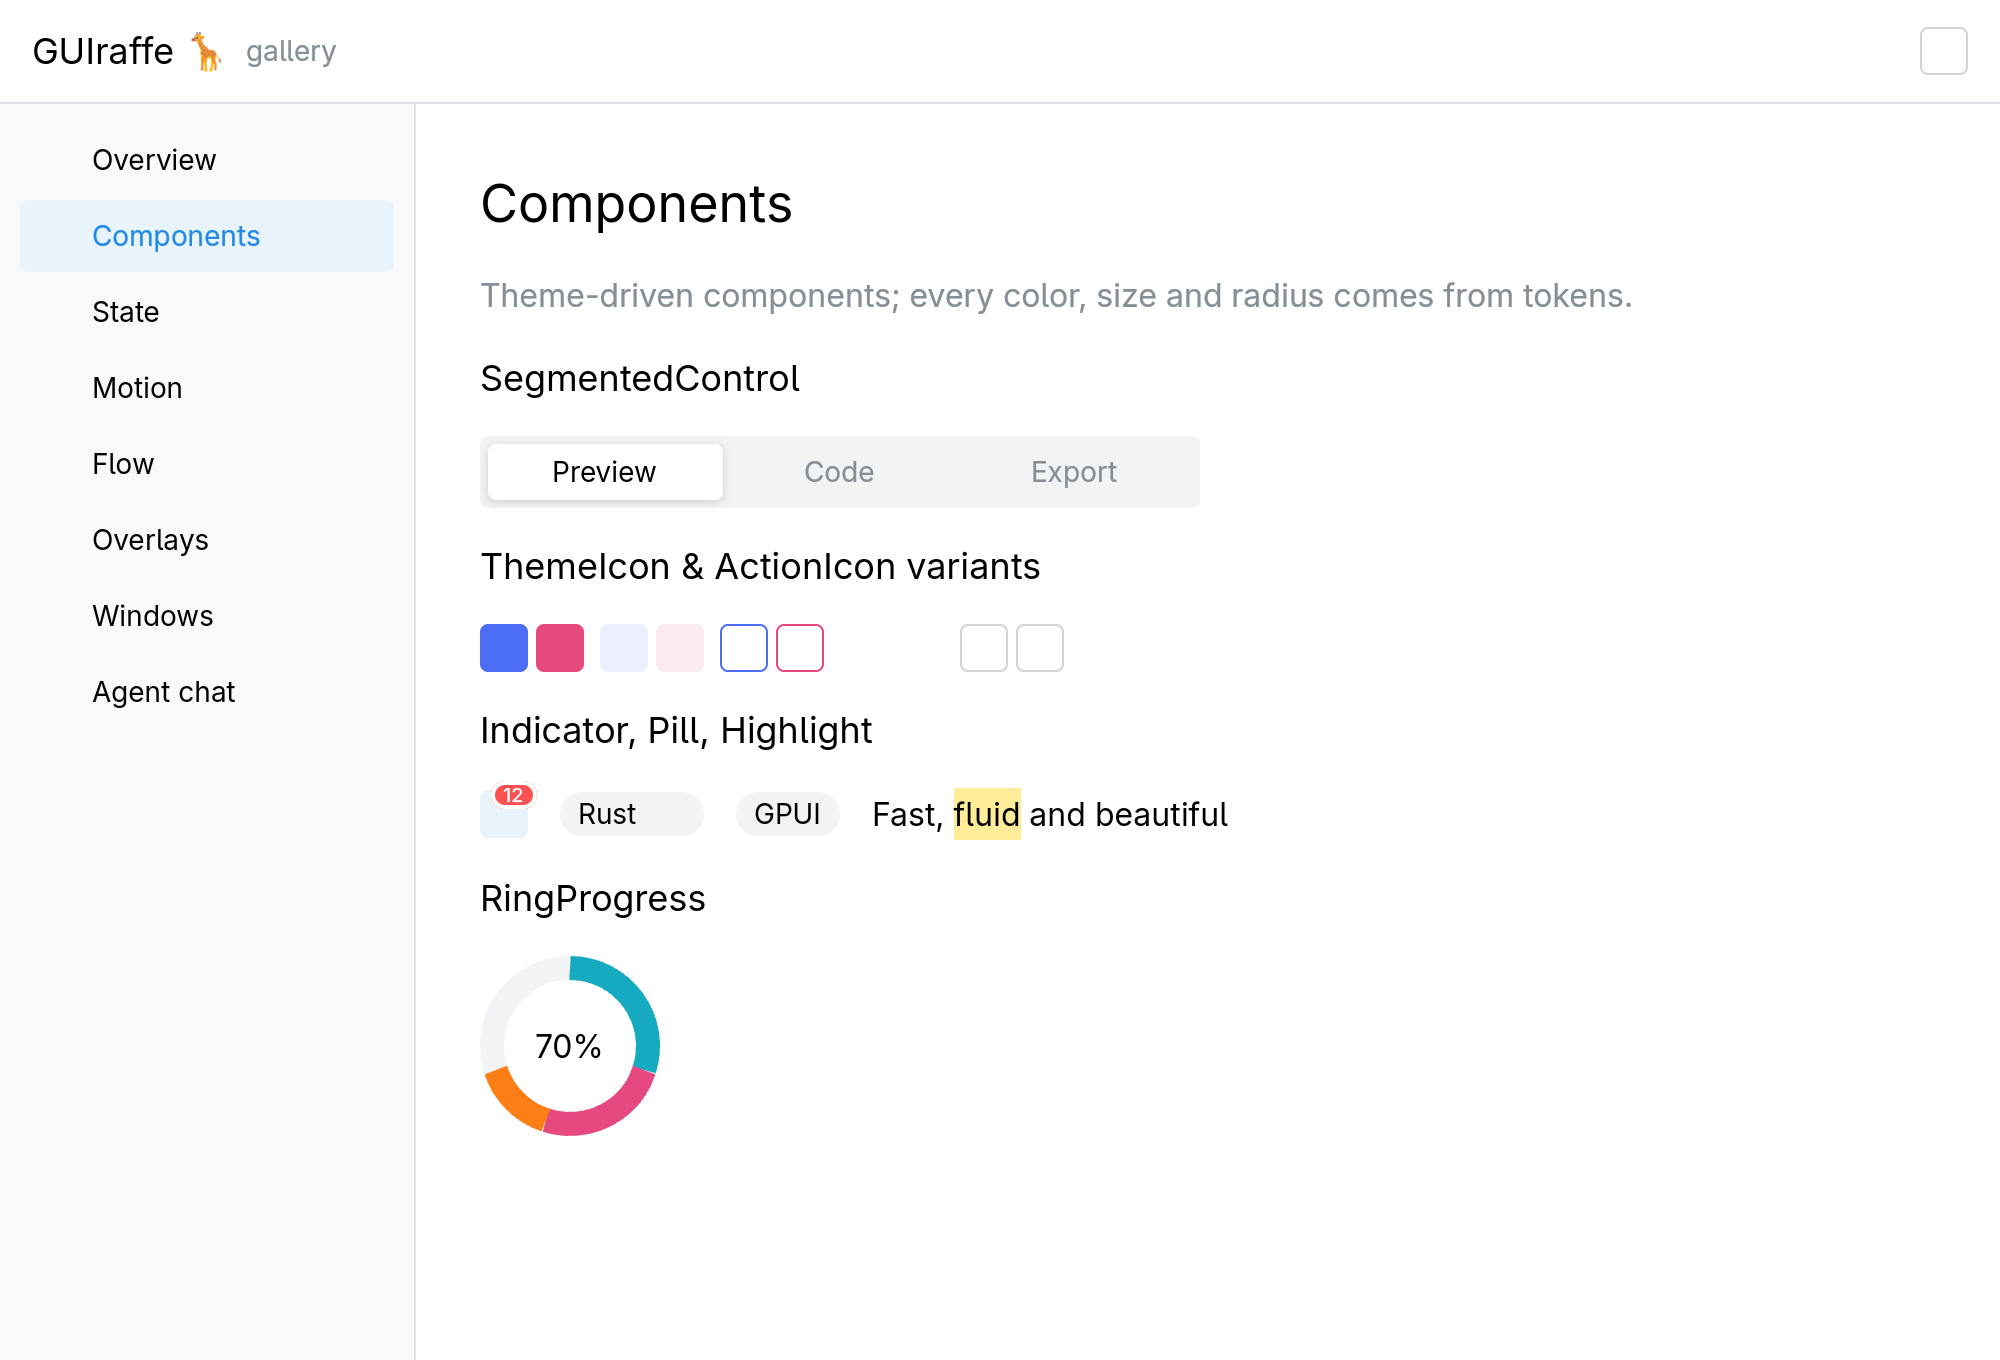 GUIraffe 🦒 gallery
Overview
Components
State
Motion
Flow
Overlays
Windows
Agent chat
Components
Theme-driven components; every color, size and radius comes from tokens.
SegmentedControl
Preview Code Export
ThemeIcon & ActionIcon variants
Indicator, Pill, Highlight
12 Rust GPUI Fast, fluid and beautiful
RingProgress
70%